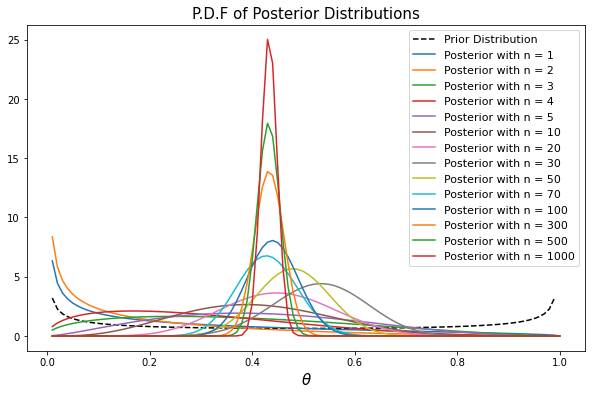 P.D.F of Posterior Distributions
25
20
15
10
5
0
0.0
0.2
0.4
0.6
0.8
1.0
θ
Prior Distribution
Posterior with n = 1
Posterior with n = 2
Posterior with n = 3
Posterior with n = 4
Posterior with n = 5
Posterior with n = 10
Posterior with n = 20
Posterior with n = 30
Posterior with n = 50
Posterior with n = 70
Posterior with n = 100
Posterior with n = 300
Posterior with n = 500
Posterior with n = 1000